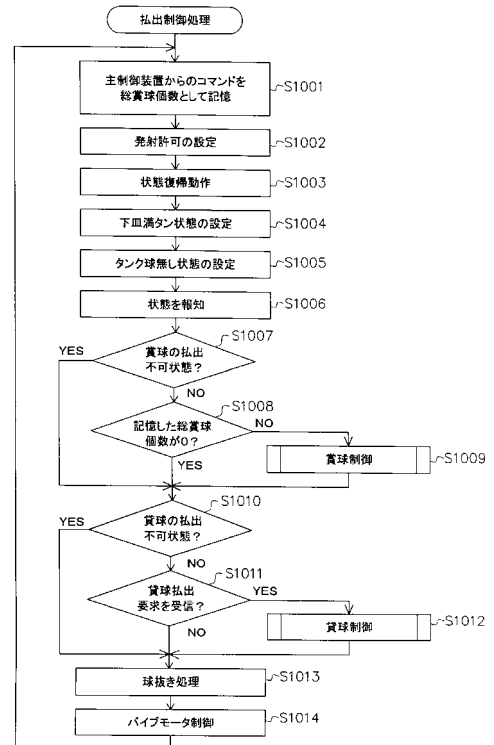 払出制御処理
主制御装置からのコマンドを
総賞球個数として記憶
S1001
発射許可の設定
S1002
状態復帰動作
S1003
下皿満タン状態の設定
S1004
タンク球無し状態の設定
S1005
状態を報知
S1006
S1007
YES
賞球の払出
不可状態?
NO
S1008
記憶した総賞球
個数が0?
NO
YES
賞球制御
S1009
S1010
YES
貸球の払出
不可状態?
NO
S1011
貸球払出
要求を受信?
YES
NO
貸球制御
S1012
球抜き処理
S1013
バイブモータ制御
S1014